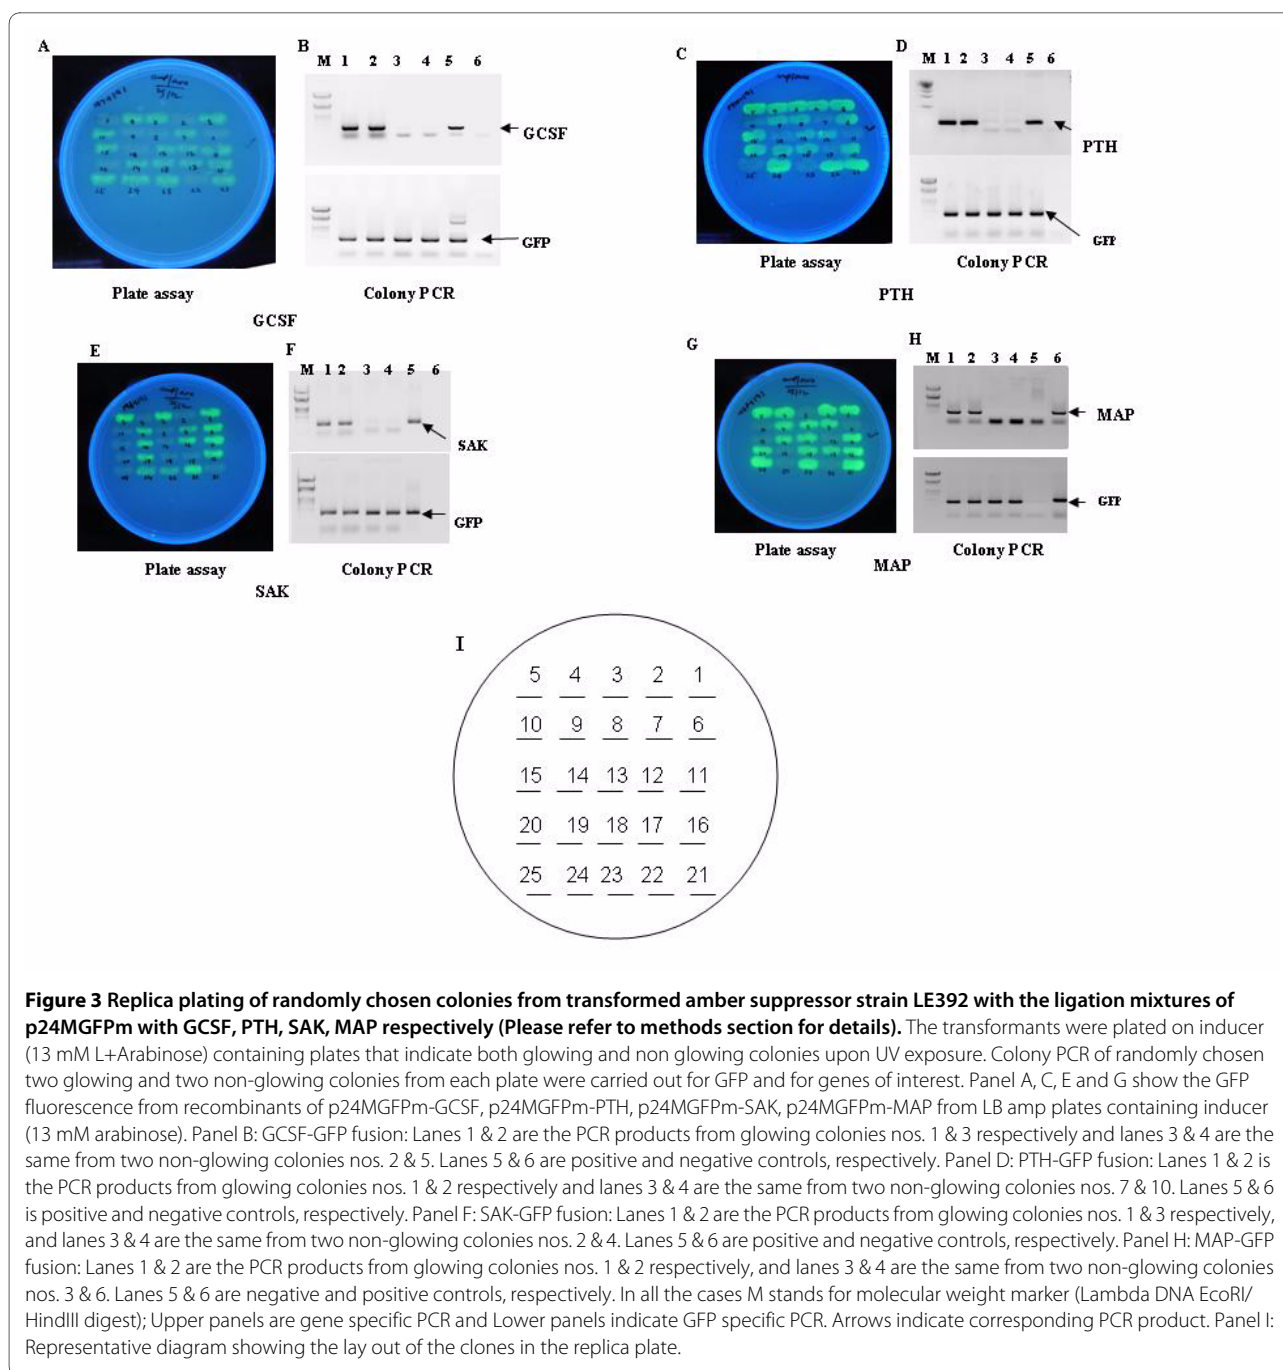 A
B
M 1 2 3 4 5 6
GCSF
GFP
Plate assay
Colony PCR
GCSF
C
D
M 1 2 3 4 5 6
PTH
GFP
Plate assay
Colony PCR
PTH
E
F
M 1 2 3 4 5 6
SAK
GFP
Plate assay
Colony PCR
SAK
G
H
M 1 2 3 4 5 6
MAP
GFP
Plate assay
Colony PCR
MAP
I
5 4 3 2 1
10 9 8 7 6
15 14 13 12 11
20 19 18 17 16
25 24 23 22 21
Figure 3 Replica plating of randomly chosen colonies from transformed amber suppressor strain LE392 with the ligation mixtures of
p24MGFPm with GCSF, PTH, SAK, MAP respectively (Please refer to methods section for details). The transformants were plated on inducer
(13 mM L+Arabinose) containing plates that indicate both glowing and non glowing colonies upon UV exposure. Colony PCR of randomly chosen
two glowing and two non-glowing colonies from each plate were carried out for GFP and for genes of interest. Panel A, C, E and G show the GFP
fluorescence from recombinants of p24MGFPm-GCSF, p24MGFPm-PTH, p24MGFPm-SAK, p24MGFPm-MAP from LB amp plates containing inducer
(13 mM arabinose). Panel B: GCSF-GFP fusion: Lanes 1 & 2 are the PCR products from glowing colonies nos. 1 & 3 respectively and lanes 3 & 4 are the
same from two non-glowing colonies nos. 2 & 5. Lanes 5 & 6 are positive and negative controls, respectively. Panel D: PTH-GFP fusion: Lanes 1 & 2 is
the PCR products from glowing colonies nos. 1 & 2 respectively and lanes 3 & 4 are the same from two non-glowing colonies nos. 7 & 10. Lanes 5 & 6
is positive and negative controls, respectively. Panel F: SAK-GFP fusion: Lanes 1 & 2 are the PCR products from glowing colonies nos. 1 & 3 respectively,
and lanes 3 & 4 are the same from two non-glowing colonies nos. 2 & 4. Lanes 5 & 6 are positive and negative controls, respectively. Panel H: MAP-GFP
fusion: Lanes 1 & 2 are the PCR products from glowing colonies nos. 1 & 2 respectively, and lanes 3 & 4 are the same from two non-glowing colonies
nos. 3 & 6. Lanes 5 & 6 are negative and positive controls, respectively. In all the cases M stands for molecular weight marker (Lambda DNA EcoRI/
HindIII digest); Upper panels are gene specific PCR and Lower panels indicate GFP specific PCR. Arrows indicate corresponding PCR product. Panel I:
Representative diagram showing the lay out of the clones in the replica plate.